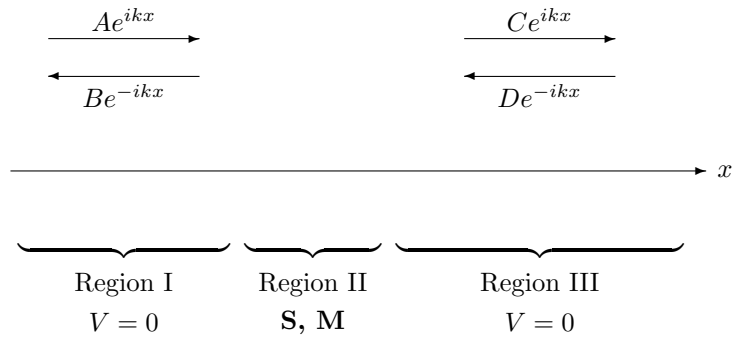 Ae^{ikx} Ce^{ikx}
Be^{-ikx} De^{-ikx}
x
Region I Region II Region III
V = 0 S, M V = 0